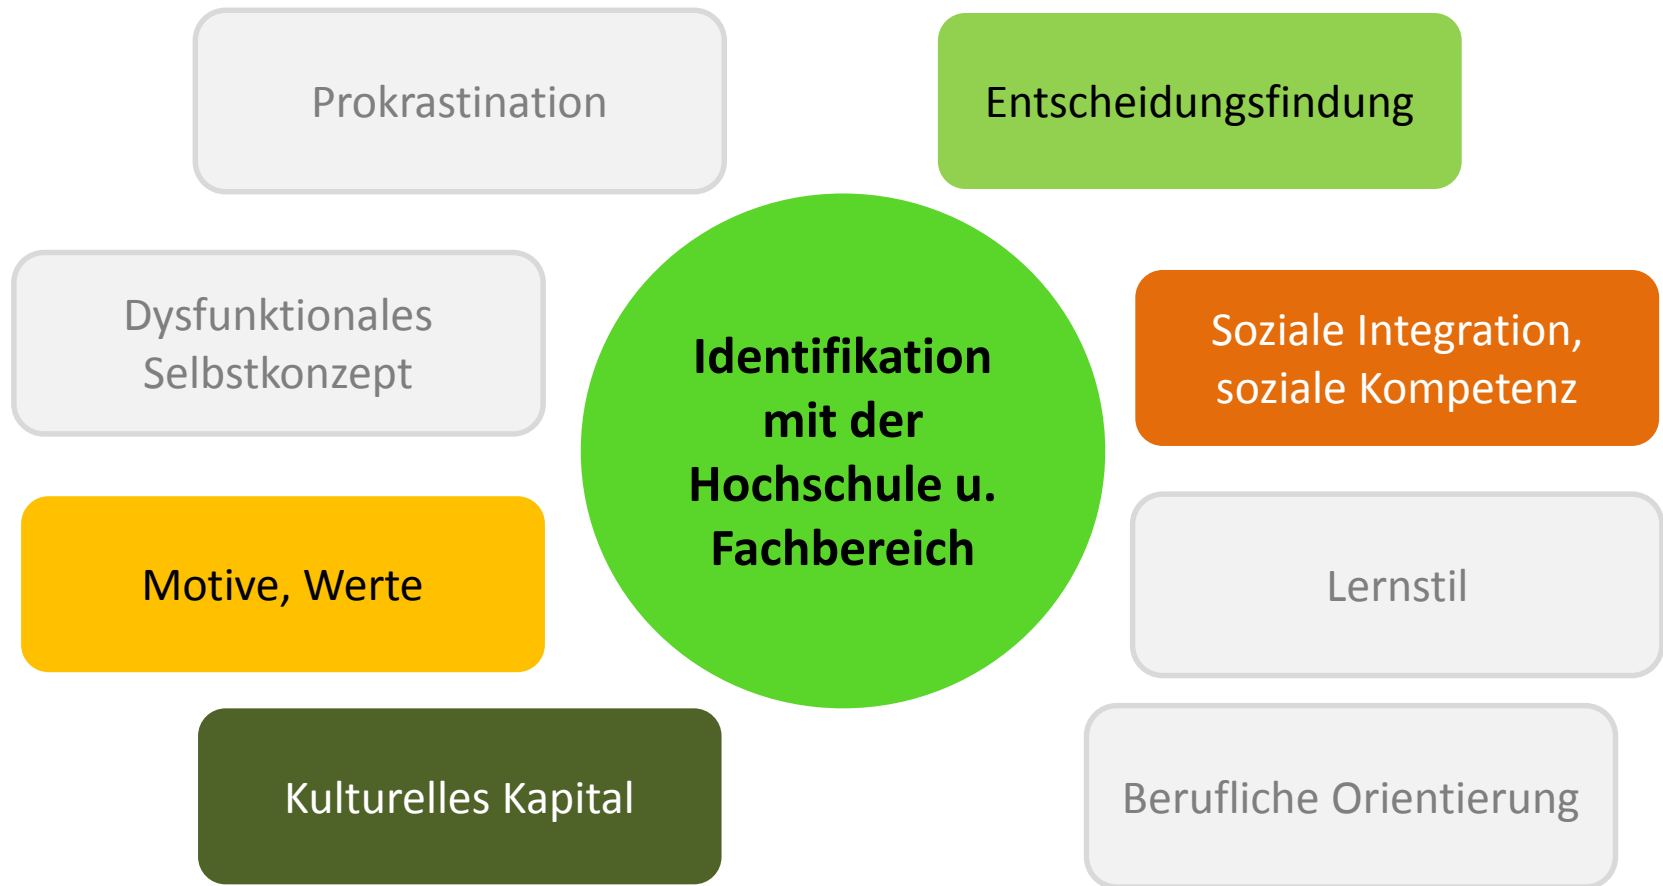 Prokrastination
Entscheidungsfindung
Dysfunktionales
Selbstkonzept
Identifikation
mit der
Hochschule u.
Fachbereich
Soziale Integration,
soziale Kompetenz
Motive, Werte
Lernstil
Kulturelles Kapital
Berufliche Orientierung